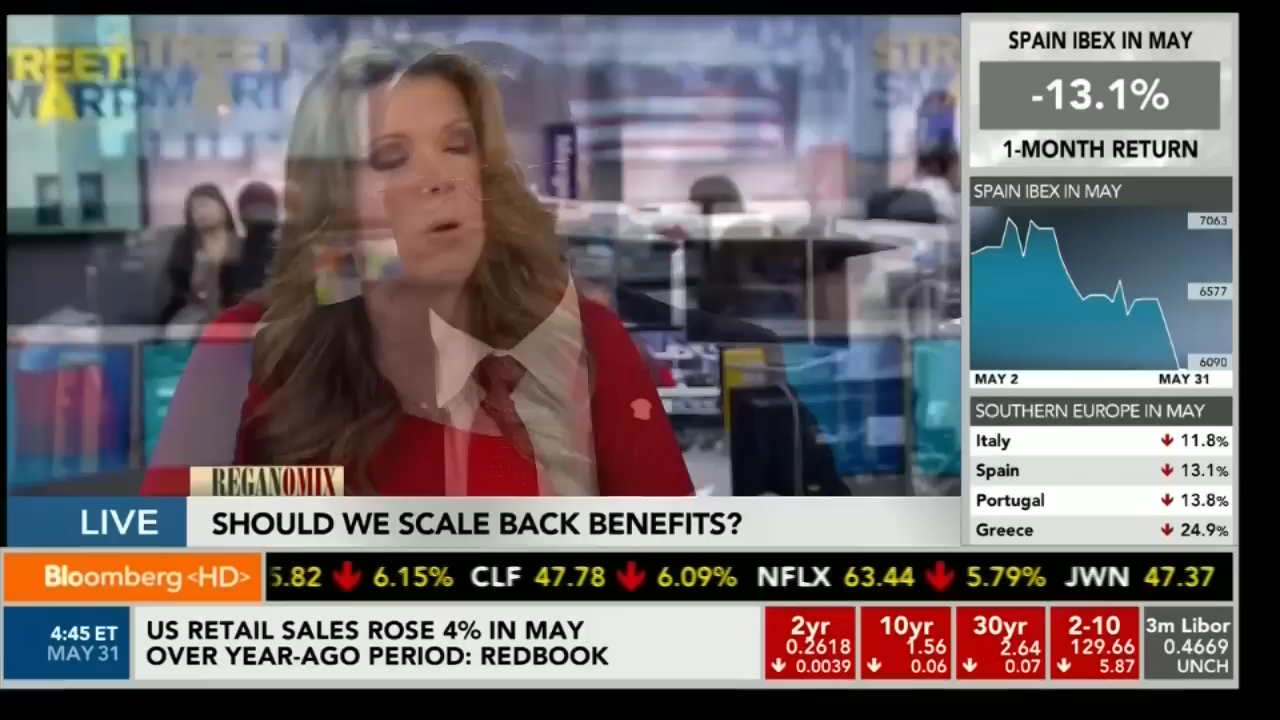 STREET
SMART
STREET
SMART
REGANOMIX
LIVE
SHOULD WE SCALE BACK BENEFITS?
SPAIN IBEX IN MAY
-13.1%
1-MONTH RETURN
SPAIN IBEX IN MAY
7063
6577
6090
MAY 2 MAY 31
SOUTHERN EUROPE IN MAY
Italy 11.8%
Spain 13.1%
Portugal 13.8%
Greece 24.9%
Bloomberg <HD> 5.82 6.15% CLF 47.78 6.09% NFLX 63.44 5.79% JWN 47.37
4:45 ET
MAY 31
US RETAIL SALES ROSE 4% IN MAY
OVER YEAR-AGO PERIOD: REDBOOK
2yr
0.2618
0.0039
10yr
1.56
0.06
30yr
2.64
0.07
2-10
129.66
5.87
3m Libor
0.4669
UNCH